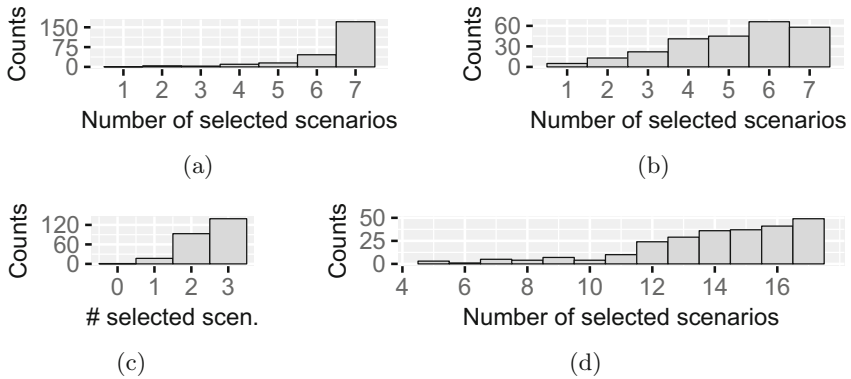 Counts
150
75
0
1 2 3 4 5 6 7
Number of selected scenarios
(a)
Counts
60
30
0
1 2 3 4 5 6 7
Number of selected scenarios
(b)
Counts
120
60
0
0 1 2 3
# selected scen.
(c)
Counts
50
25
0
4 6 8 10 12 14 16
Number of selected scenarios
(d)